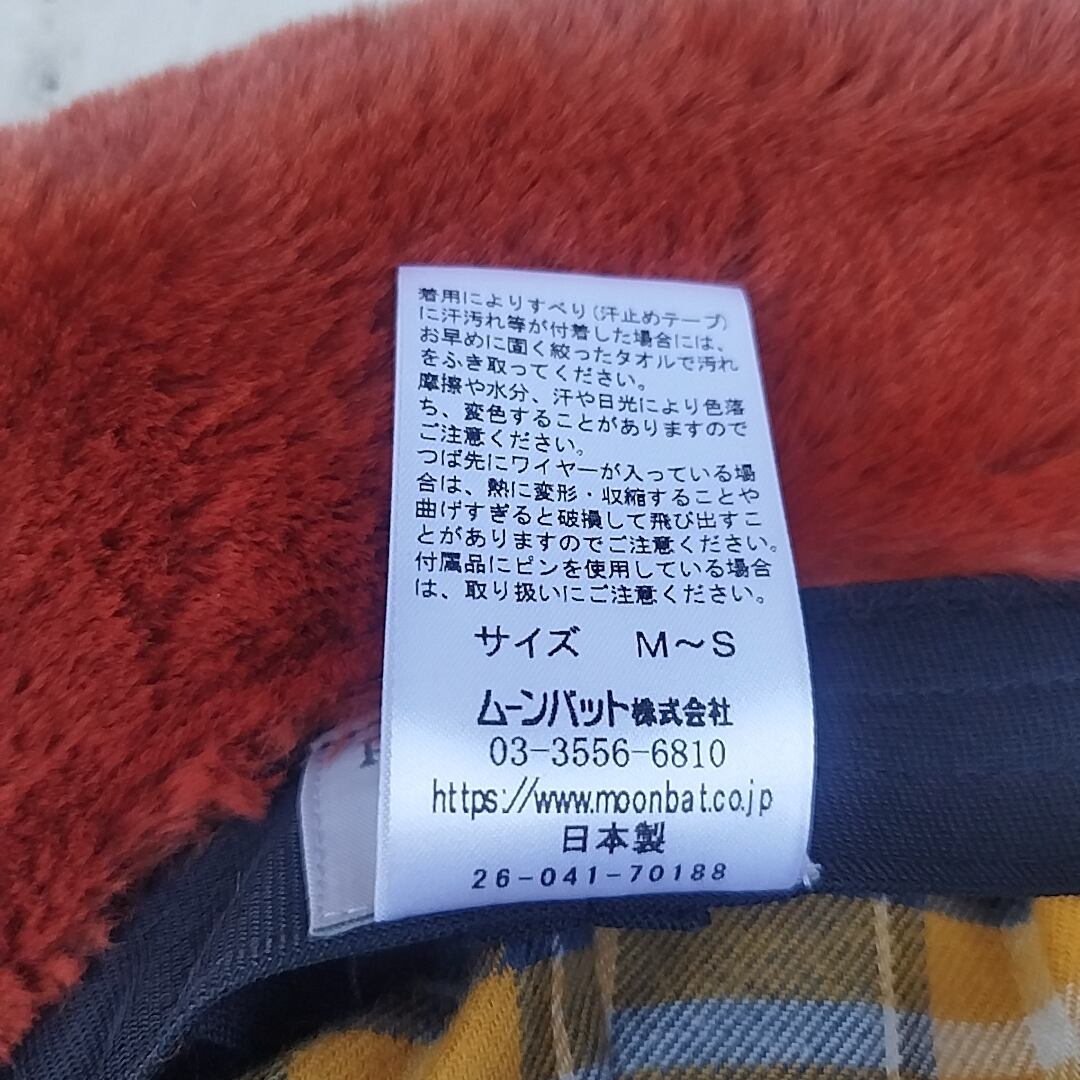 着用によりすべり(汗止めテープ)
に汗汚れ等が付着した場合には、
お早めに固く絞ったタオルで汚れ
をふき取ってください。
摩擦や水分、汗や日光により色落
ち、変色することがありますので
ご注意ください。
つば先にワイヤーが入っている場
合は、熱に変形・収縮することや
曲げすぎると破損して飛び出すこ
とがありますのでご注意ください。
付属品にピンを使用している場合
は、取り扱いにご注意ください。
サイズ M～S
ムーンバット株式会社
03-3556-6810
https://www.moonbat.co.jp
日本製
26-041-70188